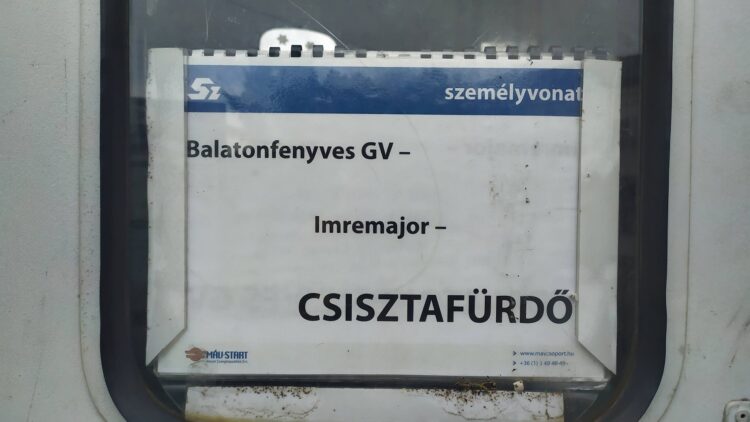 Sz személyvonat
Balatonfenyves GV –
Imremajor –
CSISZTAFÜRDŐ
MÁV-START
www.mavcsoport.hu